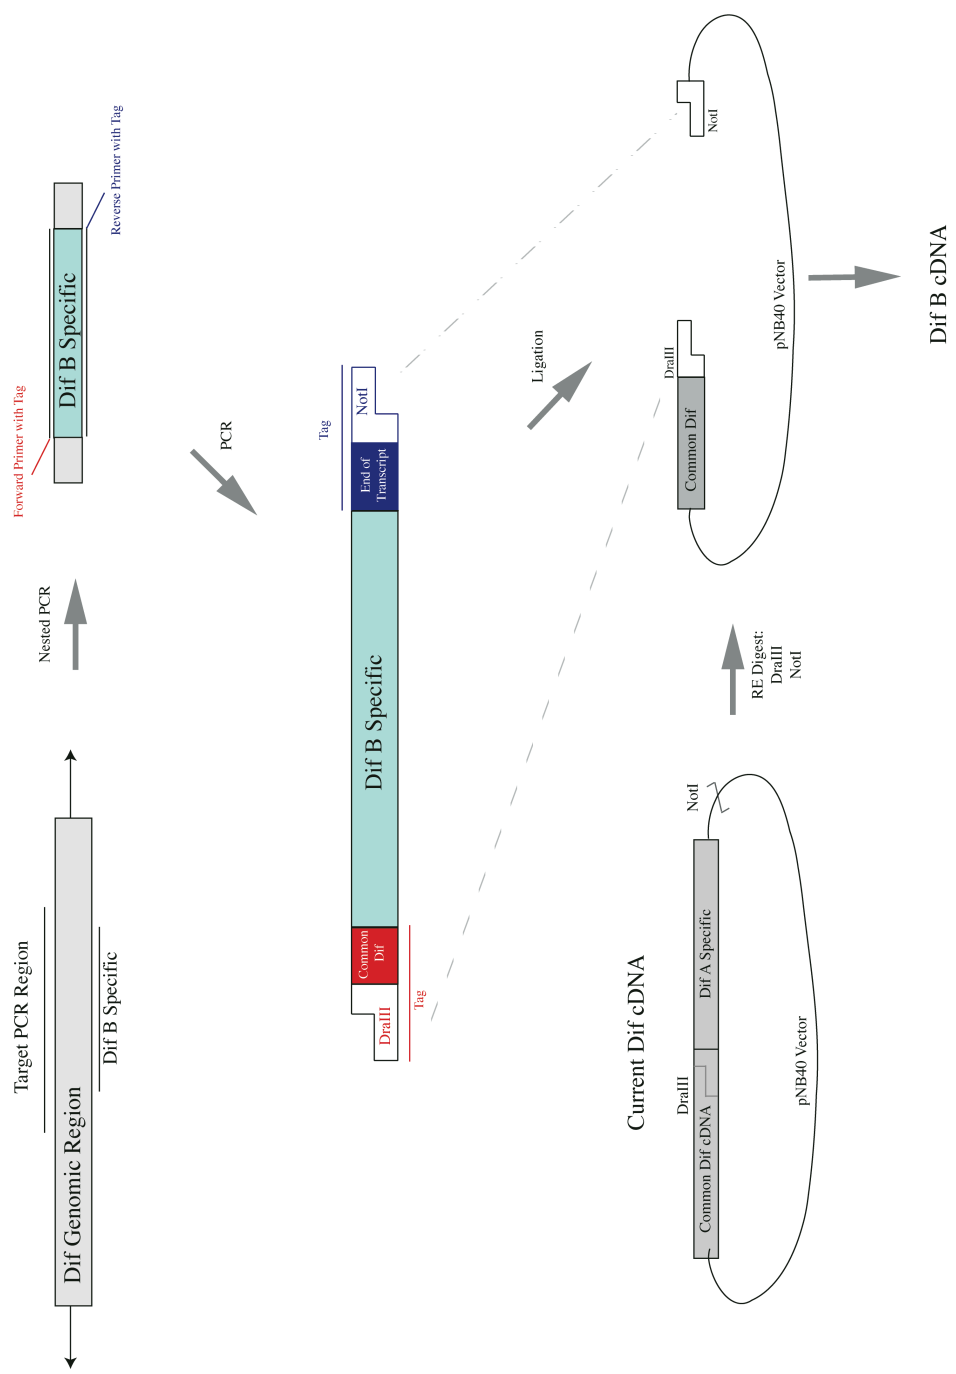 Target PCR Region
Dif Genomic Region
Dif B Specific
Nested PCR
Forward Primer with Tag
Dif B Specific
Reverse Primer with Tag
PCR
Tag
DraIII
Common
Dif
Dif B Specific
End of
Transcript
NotI
Tag
Ligation
Current Dif cDNA
DraIII
NotI
Common Dif cDNA
Dif A Specific
pNB40 Vector
RE Digest:
DraIII
NotI
DraIII
Common Dif
NotI
pNB40 Vector
Dif B cDNA